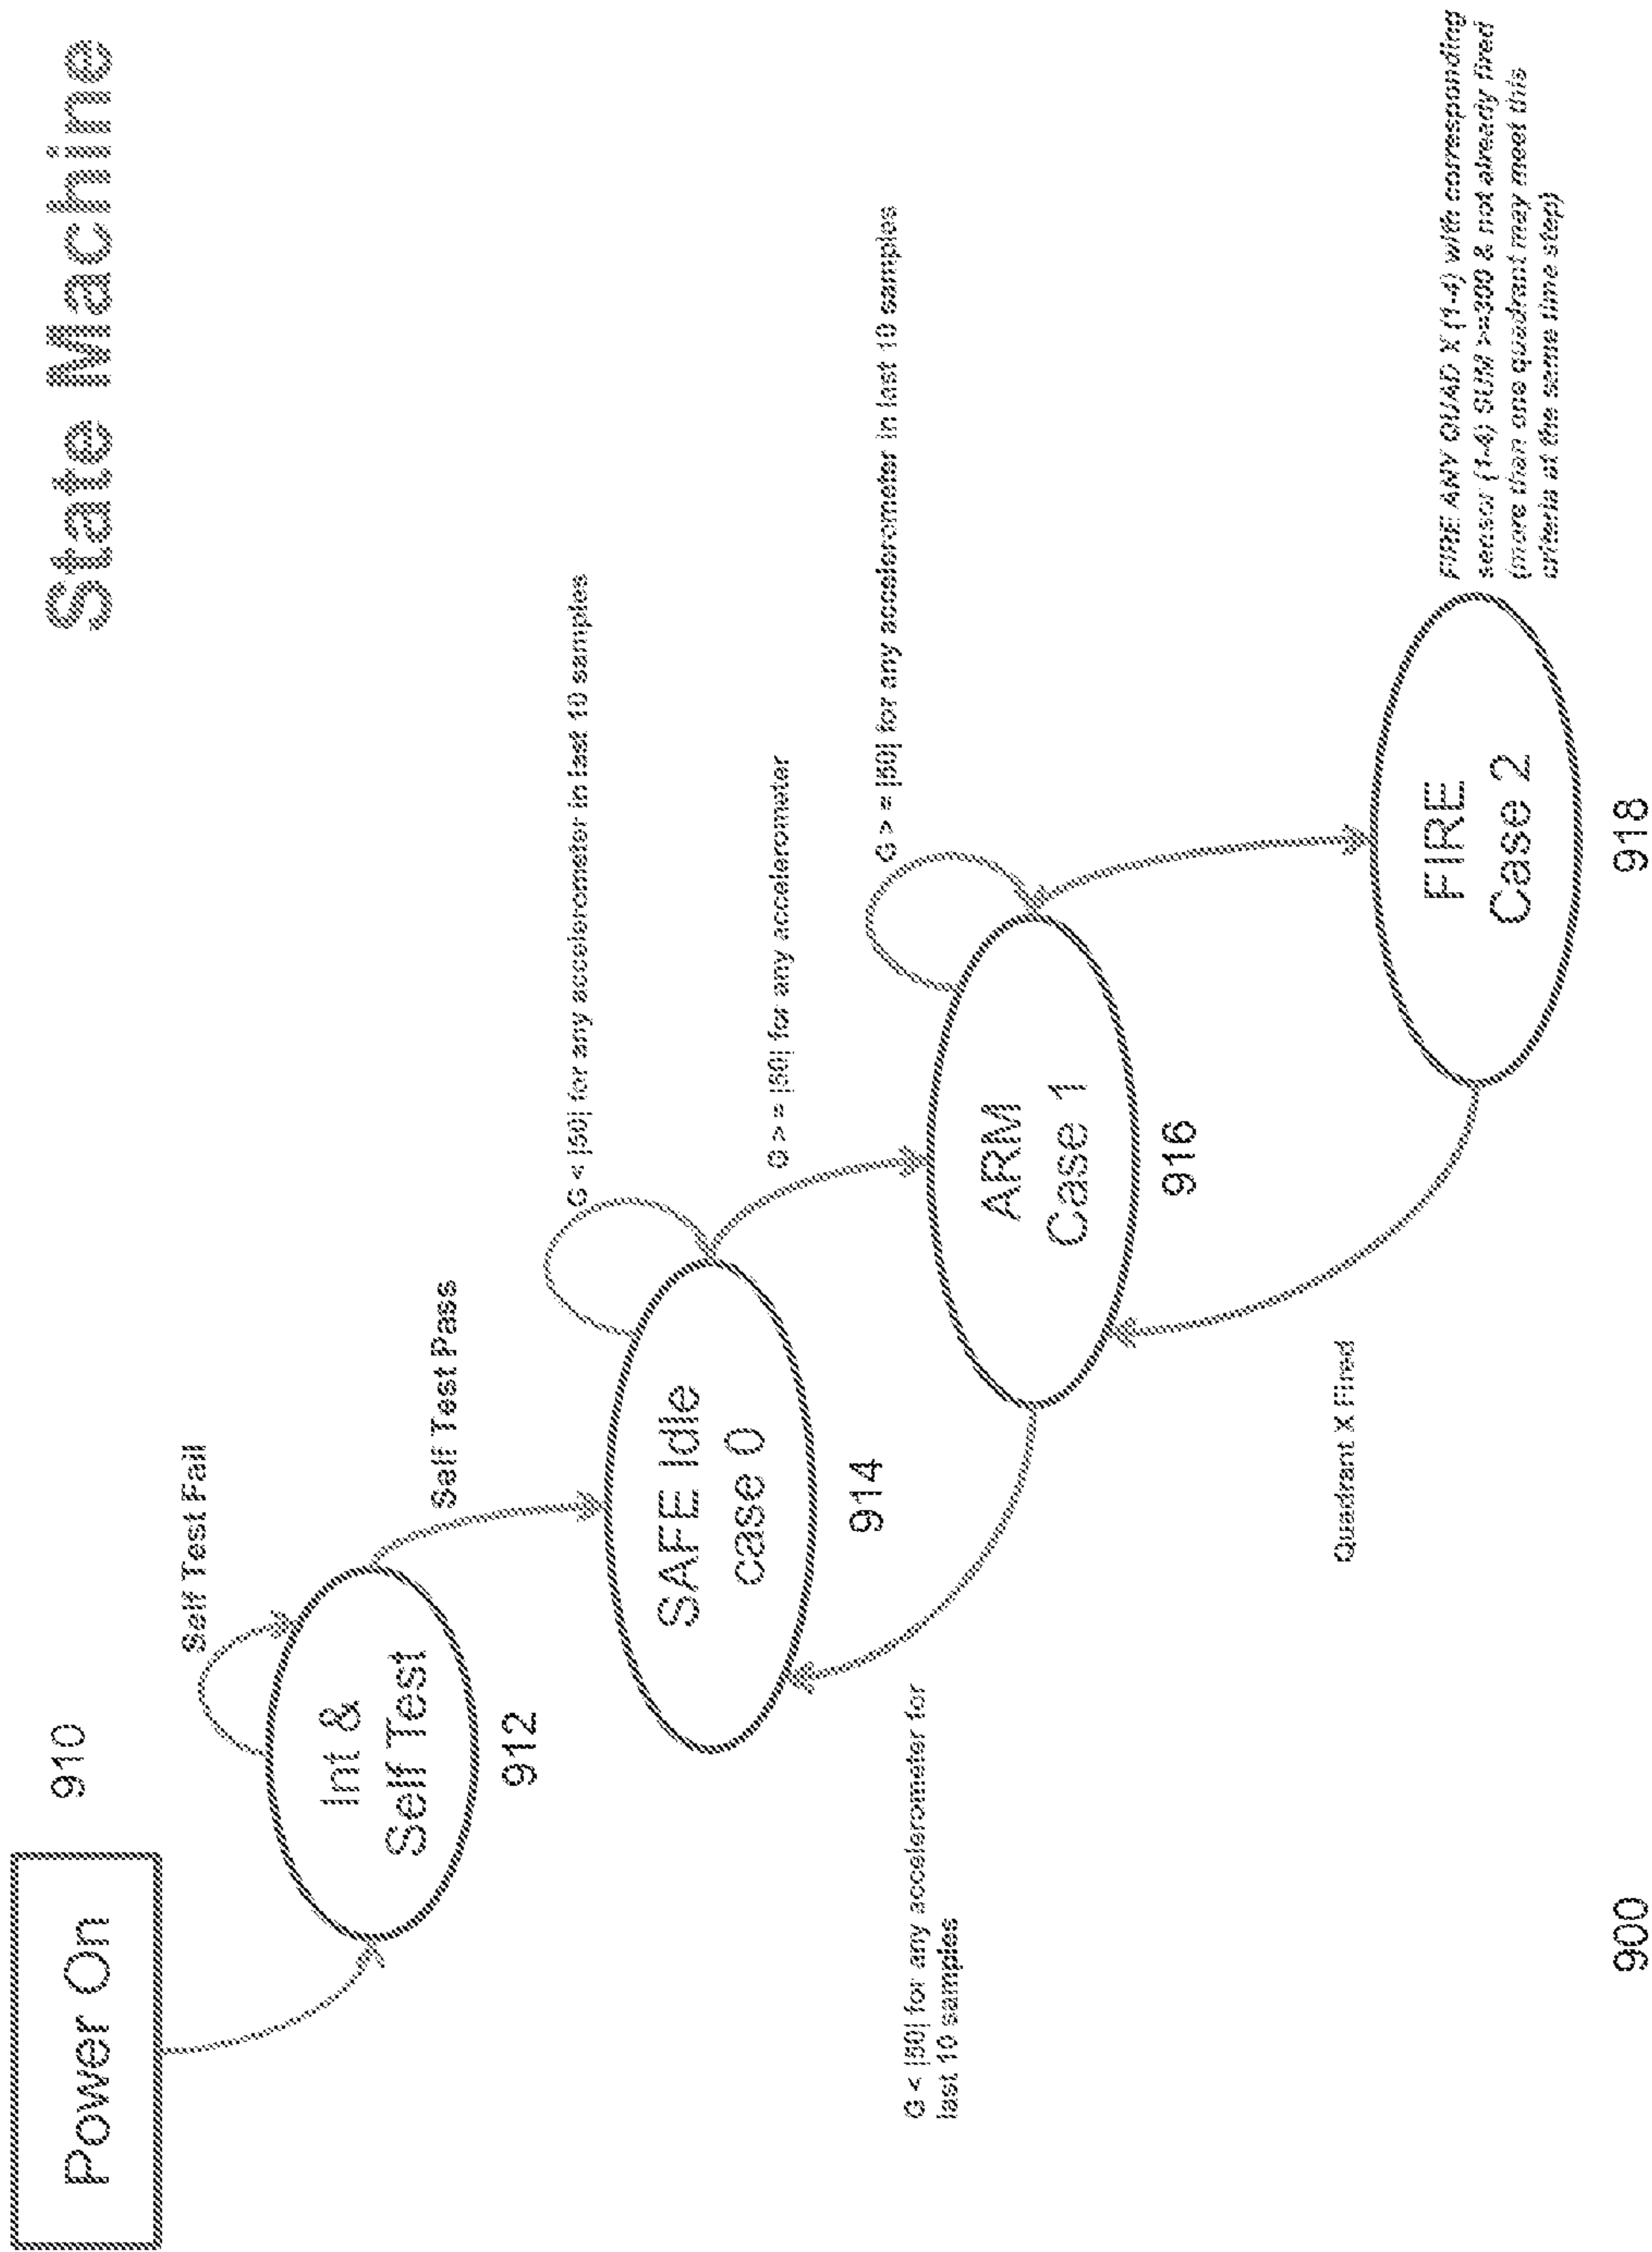 State Machine
Power On
910
Self Test Fail
Int &
Self Test
912
Self Test Pass
G < |50| for any accelerometer in last 10 samples
SAFE Idle
case 0
914
G > = |50| for any accelerometer
G > = |50| for any accelerometer in last 10 samples
G < |50| for any accelerometer for
last 10 samples
ARM
Case 1
916
FIRE ANY QUAD X (1-4) with corresponding
sensor (1-4) SUM >=300 & not already fired
(more than one quadrant may meet this
criteria at the same time step)
Quadrant X Fired
FIRE
Case 2
918
900